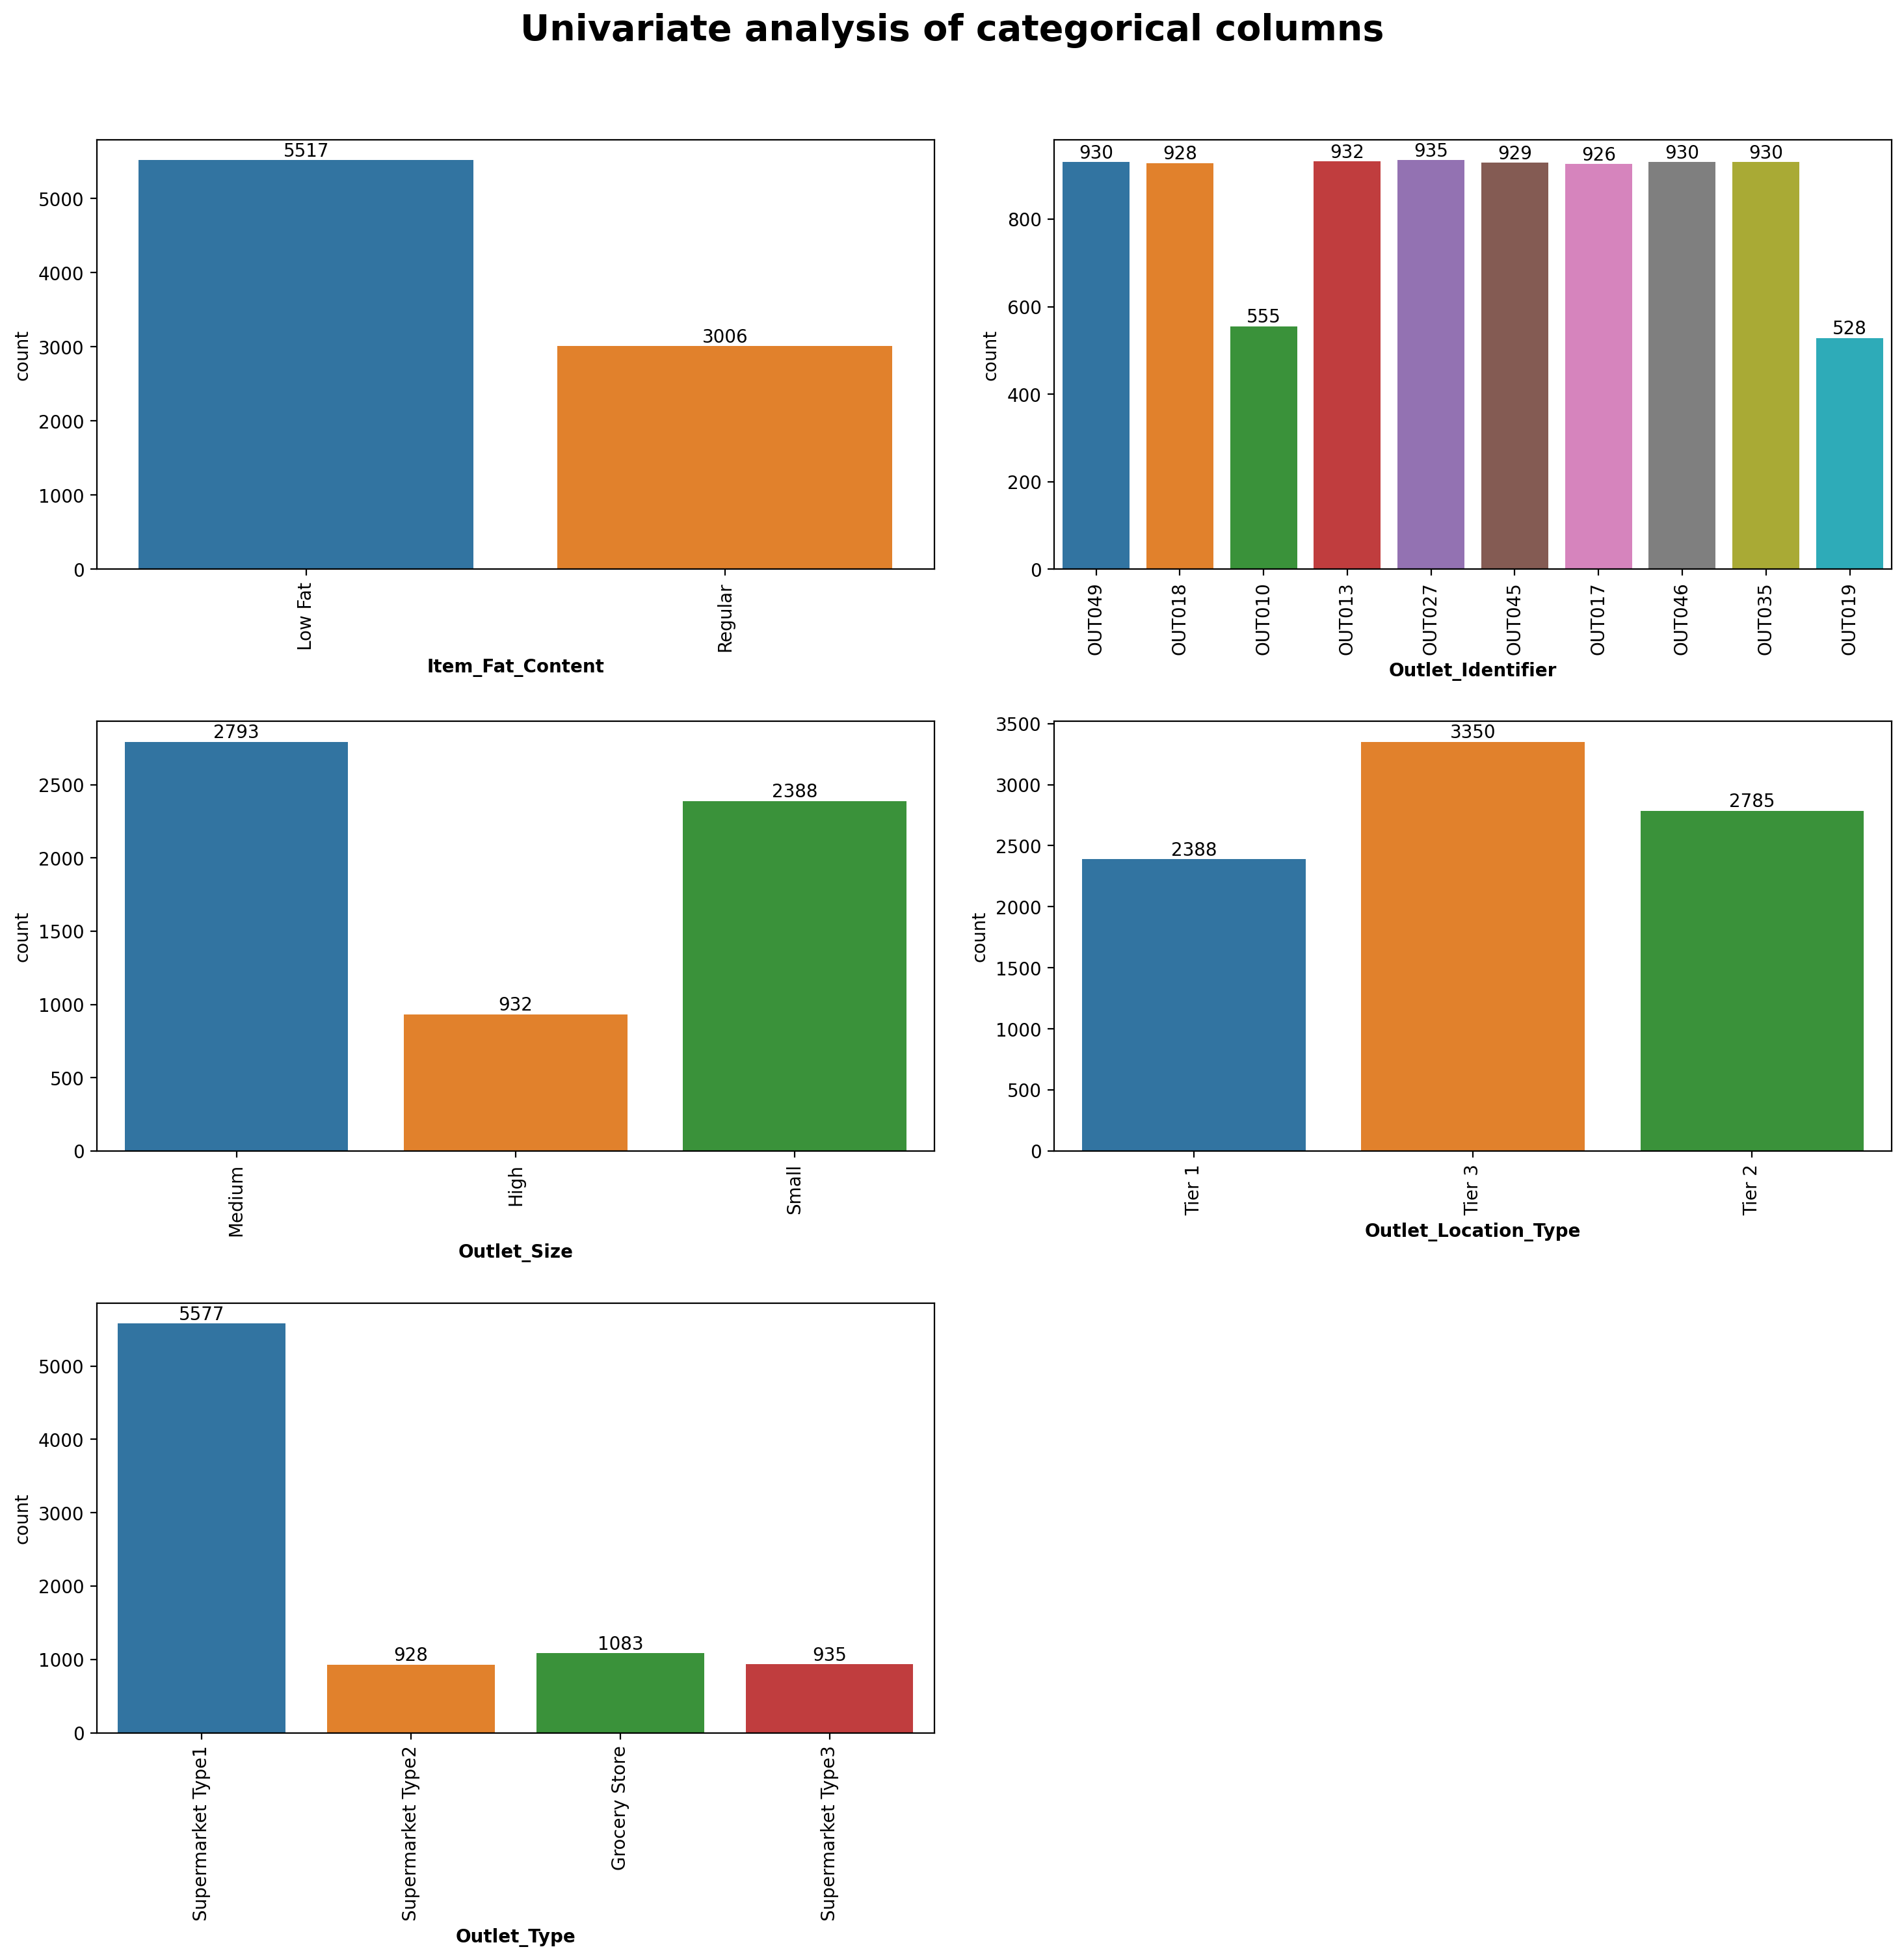 Univariate analysis of categorical columns
5517
3006
5000
4000
3000
2000
1000
0
count
Low Fat
Regular
Item_Fat_Content
930
928
555
932
935
929
926
930
930
528
800
600
400
200
0
count
OUT049
OUT018
OUT010
OUT013
OUT027
OUT045
OUT017
OUT046
OUT035
OUT019
Outlet_Identifier
2793
932
2388
2500
2000
1500
1000
500
0
count
Medium
High
Small
Outlet_Size
2388
3350
2785
3500
3000
2500
2000
1500
1000
500
0
count
Tier 1
Tier 3
Tier 2
Outlet_Location_Type
5577
928
1083
935
5000
4000
3000
2000
1000
0
count
Supermarket Type1
Supermarket Type2
Grocery Store
Supermarket Type3
Outlet_Type